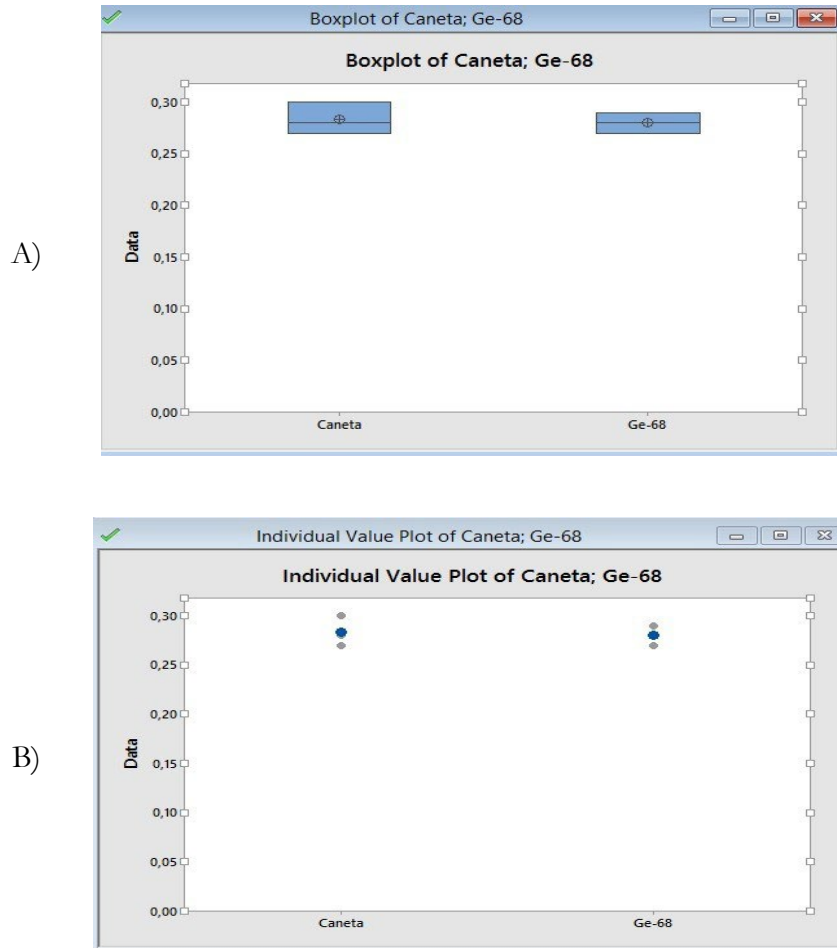 Boxplot of Caneta; Ge-68
Boxplot of Caneta; Ge-68
0,30
0,25
0,20
A)
Data
0,15
0,10
0,05
0,00
Caneta Ge-68
Individual Value Plot of Caneta; Ge-68
Individual Value Plot of Caneta; Ge-68
0,30
0,25
0,20
B)
Data
0,15
0,10
0,05
0,00
Caneta Ge-68